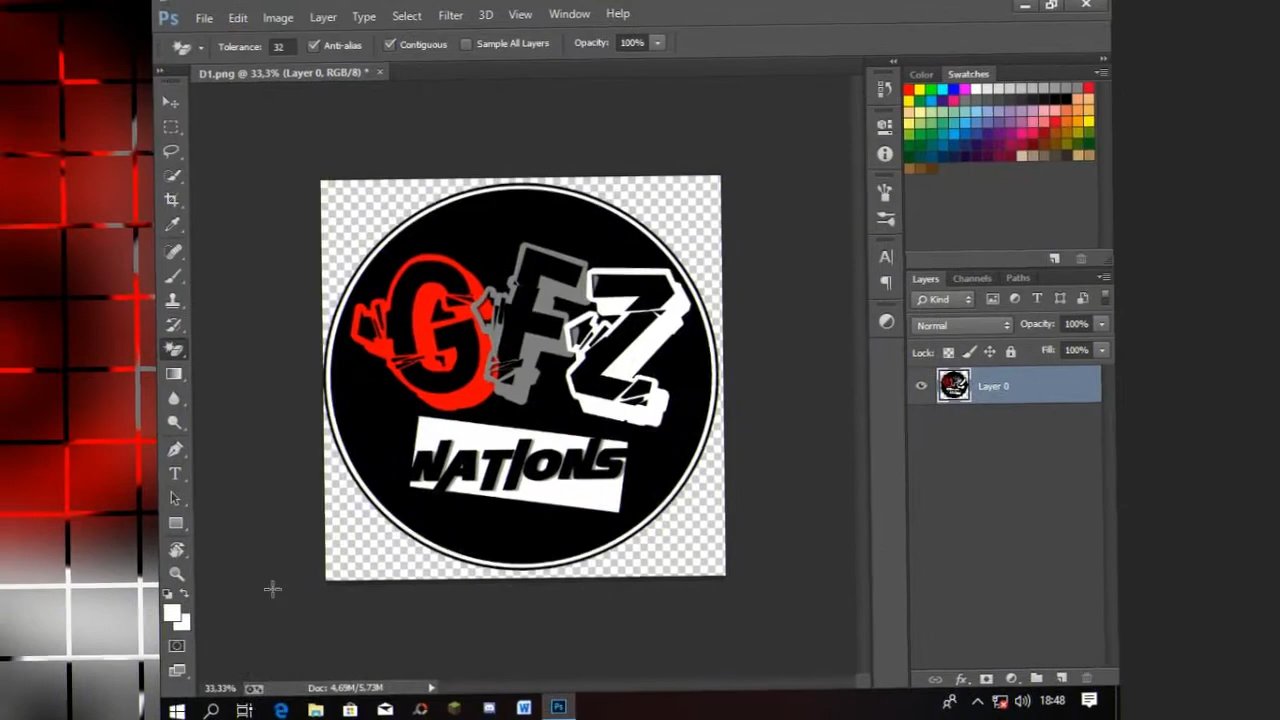 Ps File Edit Image Layer Type Select Filter 3D View Window Help
Tolerance: 32 Anti-alias Contiguous Sample All Layers Opacity: 100%
D1.png @ 33,3% (Layer 0, RGB/8) *
Color Swatches
GFZ
NATIONS
Layers Channels Paths
Kind
Normal Opacity: 100%
Lock: Fill: 100%
Layer 0
33,33% Doc: 4,69M/5,73M
18:48